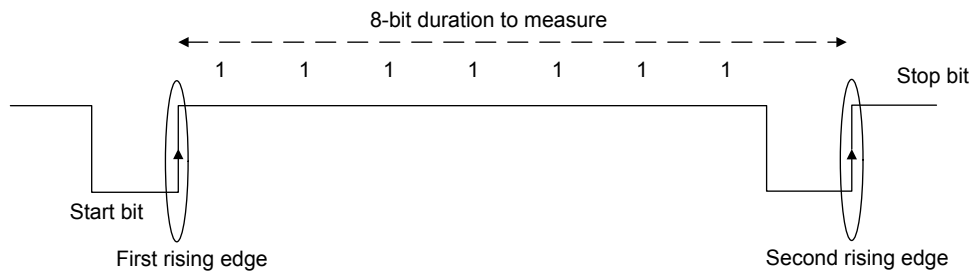 8-bit duration to measure
1 1 1 1 1 1 1
Stop bit
Start bit
First rising edge
Second rising edge